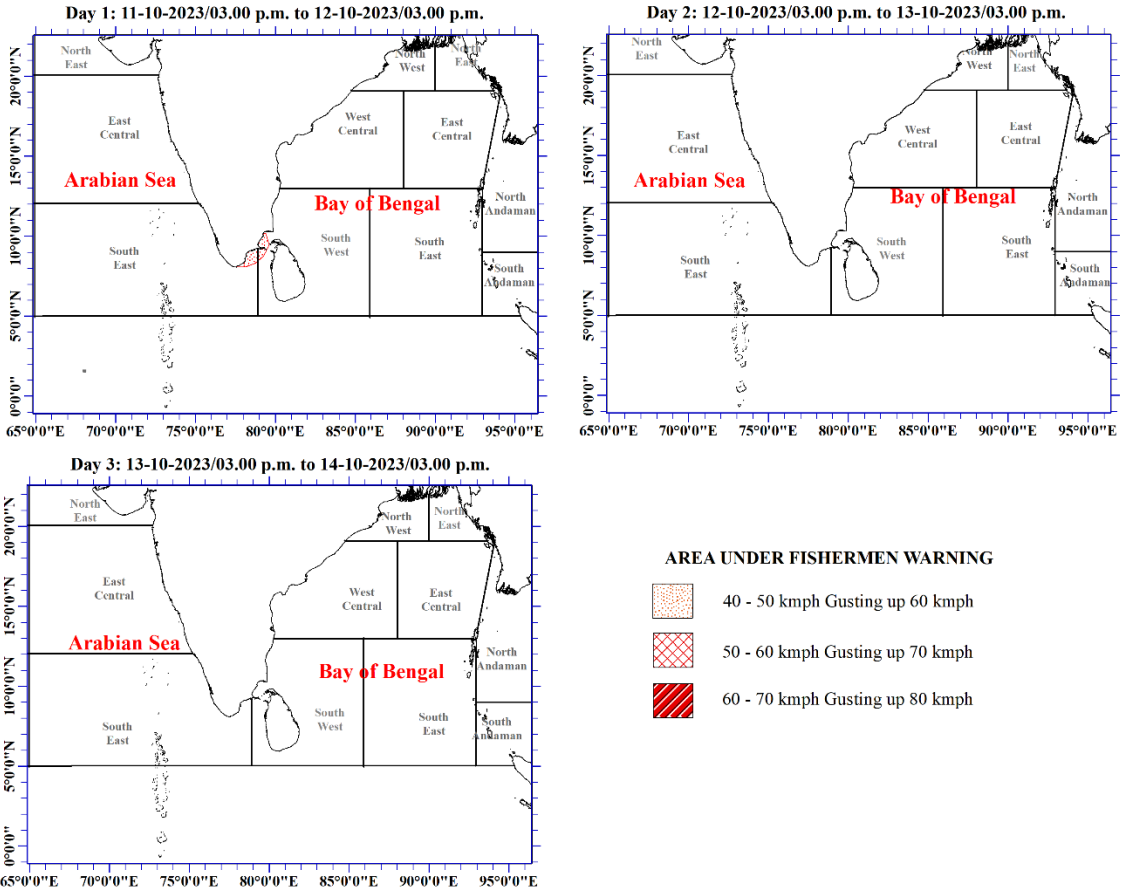 Day 1: 11-10-2023/03.00 p.m. to 12-10-2023/03.00 p.m.
North
East
North
West
North
East
East
Central
West
Central
East
Central
Arabian Sea
Bay of Bengal
North
Andaman
South
East
South
West
South
East
South
Andaman
20°0'0"N
15°0'0"N
10°0'0"N
5°0'0"N
0°0'0"
65°0'0"E 70°0'0"E 75°0'0"E 80°0'0"E 85°0'0"E 90°0'0"E 95°0'0"E
Day 2: 12-10-2023/03.00 p.m. to 13-10-2023/03.00 p.m.
North
East
North
West
North
East
East
Central
West
Central
East
Central
Arabian Sea
Bay of Bengal
North
Andaman
South
East
South
West
South
East
South
Andaman
20°0'0"N
15°0'0"N
10°0'0"N
5°0'0"N
0°0'0"
65°0'0"E 70°0'0"E 75°0'0"E 80°0'0"E 85°0'0"E 90°0'0"E 95°0'0"E
Day 3: 13-10-2023/03.00 p.m. to 14-10-2023/03.00 p.m.
North
East
North
West
North
East
East
Central
West
Central
East
Central
Arabian Sea
Bay of Bengal
North
Andaman
South
East
South
West
South
East
South
Andaman
20°0'0"N
15°0'0"N
10°0'0"N
5°0'0"N
0°0'0"
65°0'0"E 70°0'0"E 75°0'0"E 80°0'0"E 85°0'0"E 90°0'0"E 95°0'0"E
AREA UNDER FISHERMEN WARNING
40 - 50 kmph Gusting up 60 kmph
50 - 60 kmph Gusting up 70 kmph
60 - 70 kmph Gusting up 80 kmph